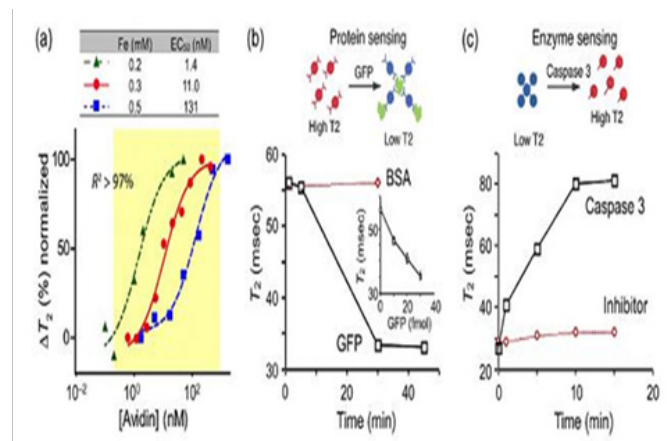 (a)
Fe (mM) EC50 (nM)
0.2 1.4
0.3 11.0
0.5 131
R² > 97%
ΔT₂ (%) normalized
100
50
0
10⁻² 10⁰ 10²
[Avidin] (nM)
(b) Protein sensing
GFP
High T2
Low T2
T₂ (msec)
60
50
40
30
BSA
GFP
T₂ (msec)
50
30
0 10 20 30
GFP (fmol)
0 10 20 30 40
Time (min)
(c) Enzyme sensing
Caspase 3
Low T2
High T2
T₂ (msec)
80
60
40
20
Caspase 3
Inhibitor
0 10 20
Time (min)